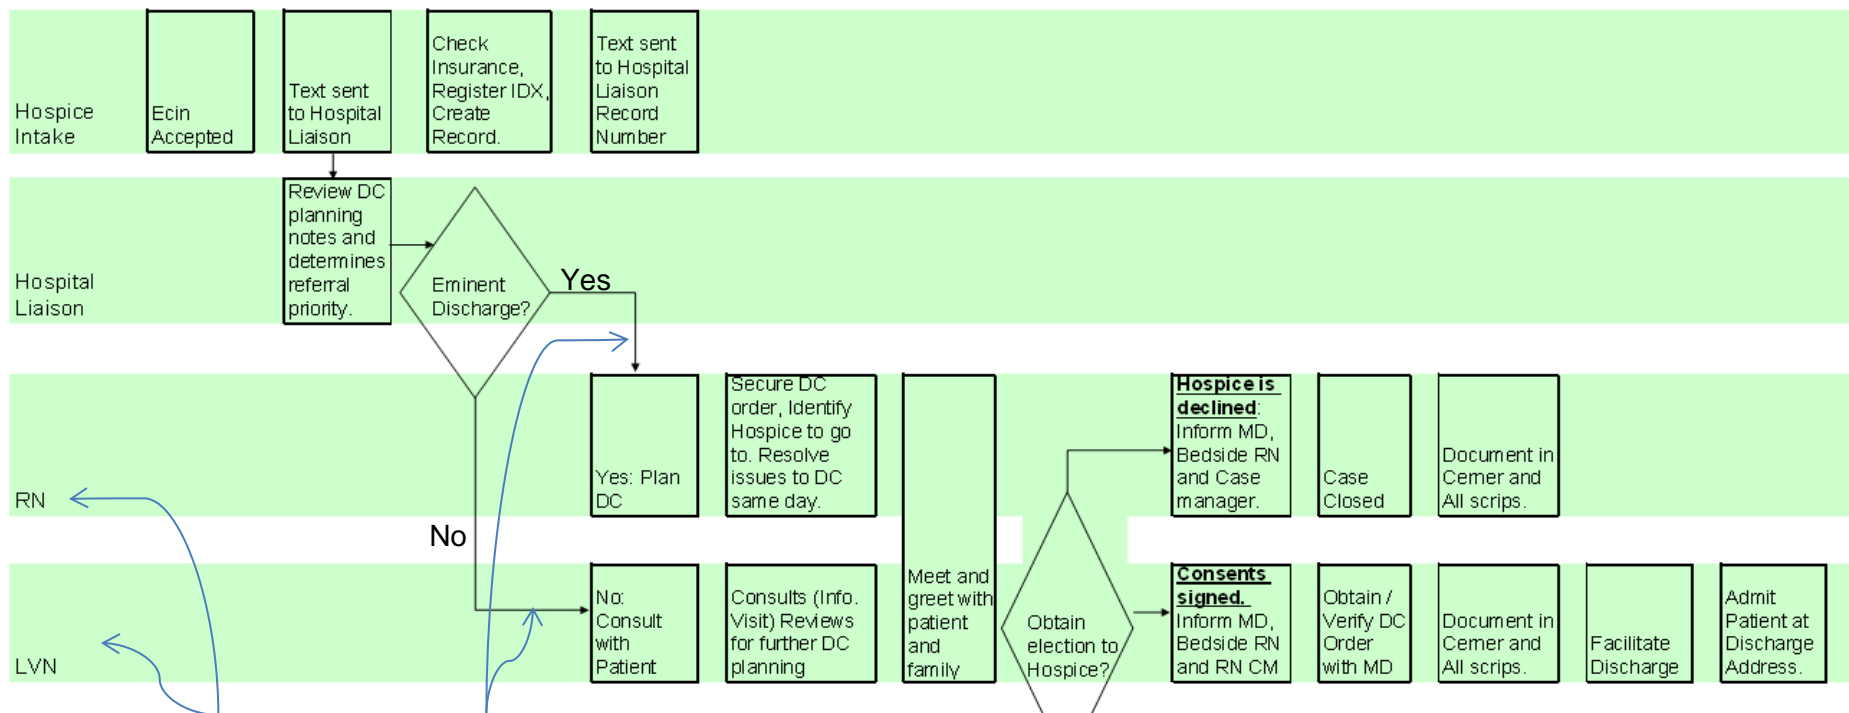 Hospice
Intake
Ecin
Accepted
Text sent
to Hospital
Liaison
Check
Insurance,
Register IDX,
Create
Record.
Text sent
to Hospital
Liaison
Record
Number
Hospital
Liaison
Review DC
planning
notes and
determines
referral
priority.
Eminent
Discharge?
Yes
No
RN
Yes: Plan
DC
Secure DC
order, Identify
Hospice to go
to. Resolve
issues to DC
same day.
Hospice is
declined:
Inform MD,
Bedside RN
and Case
manager.
Case
Closed
Document in
Cerner and
All scrips.
LVN
No:
Consult
with
Patient
Consults (Info.
Visit) Reviews
for further DC
planning
Meet and
greet with
patient
and
family
Obtain
election to
Hospice?
Consents
signed.
Inform MD,
Bedside RN
and RN CM
Obtain /
Verify DC
Order
with MD
Document in
Cerner and
All scrips.
Facilitate
Discharge
Admit
Patient at
Discharge
Address.